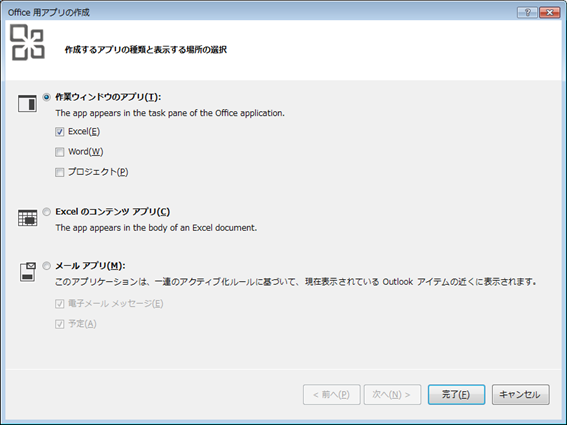 Office 用アプリの作成
作成するアプリの種類と表示する場所の選択
作業ウィンドウのアプリ(T):
The app appears in the task pane of the Office application.
Excel(E)
Word(W)
プロジェクト(P)
Excel のコンテンツ アプリ(C)
The app appears in the body of an Excel document.
メール アプリ(M):
このアプリケーションは、一連のアクティブ化ルールに基づいて、現在表示されている Outlook アイテムの近くに表示されます。
電子メール メッセージ(E)
予定(A)
< 前へ(P) 次へ(N) > 完了(F) キャンセル